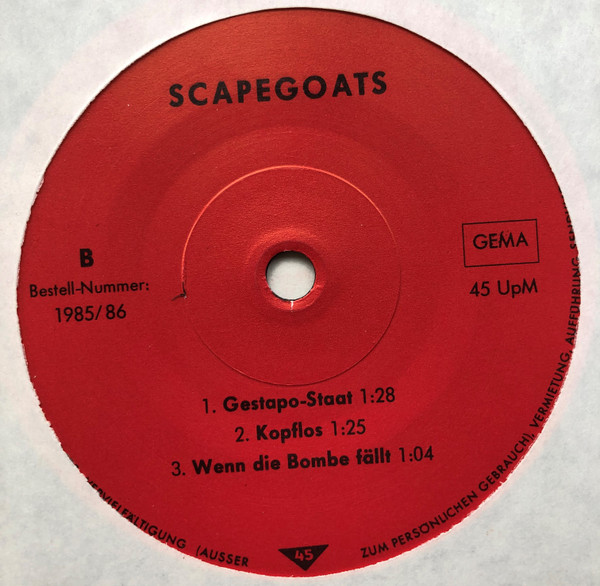 SCAPEGOATS
B
Bestell-Nummer:
1985/86
GEMA
45 UpM
1. Gestapo-Staat 1:28
2. Kopflos 1:25
3. Wenn die Bombe fällt 1:04
(AUSSER
45
ZUM PERSÖNLICHEN GEBRAUCH), VERMIETUNG, AUFFÜHRUNG,